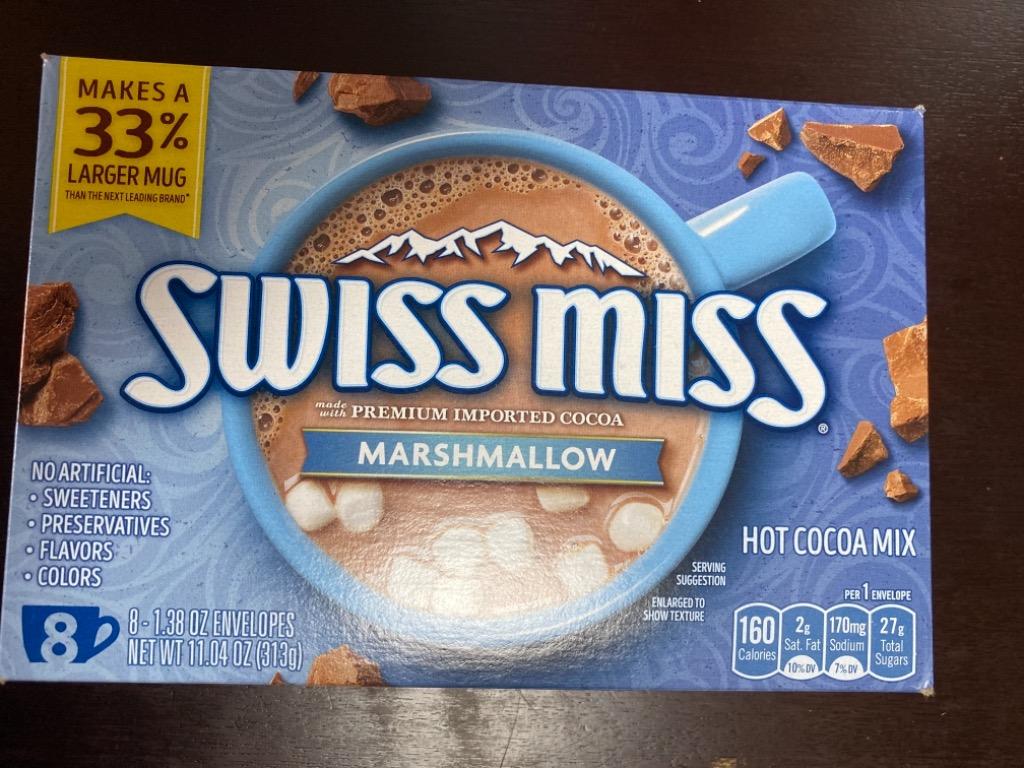 MAKES A
33%
LARGER MUG
THAN THE NEXT LEADING BRAND*
SWISS MISS®
made with PREMIUM IMPORTED COCOA
MARSHMALLOW
NO ARTIFICIAL:
• SWEETENERS
• PRESERVATIVES
• FLAVORS
• COLORS
8
8 - 1.38 OZ ENVELOPES
NET WT 11.04 OZ (313g)
HOT COCOA MIX
SERVING
SUGGESTION
ENLARGED TO
SHOW TEXTURE
PER 1 ENVELOPE
160 2g 170mg 27g
Calories Sat. Fat Sodium Total
Sugars
10% DV 7% DV